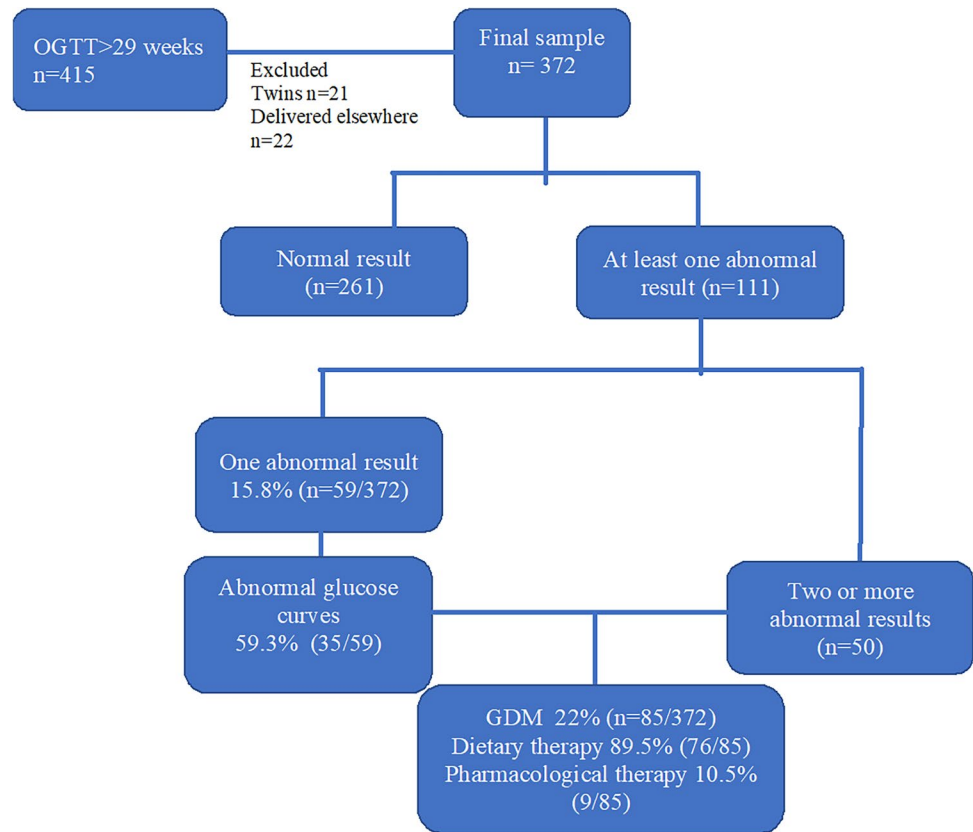 OGTT>29 weeks
n=415
Excluded
Twins n=21
Delivered elsewhere
n=22
Final sample
n= 372
Normal result
(n=261)
At least one abnormal
result (n=111)
One abnormal result
15.8% (n=59/372)
Abnormal glucose
curves
59.3%  (35/59)
Two or more
abnormal results
(n=50)
GDM  22% (n=85/372)
Dietary therapy 89.5% (76/85)
Pharmacological therapy 10.5%
(9/85)